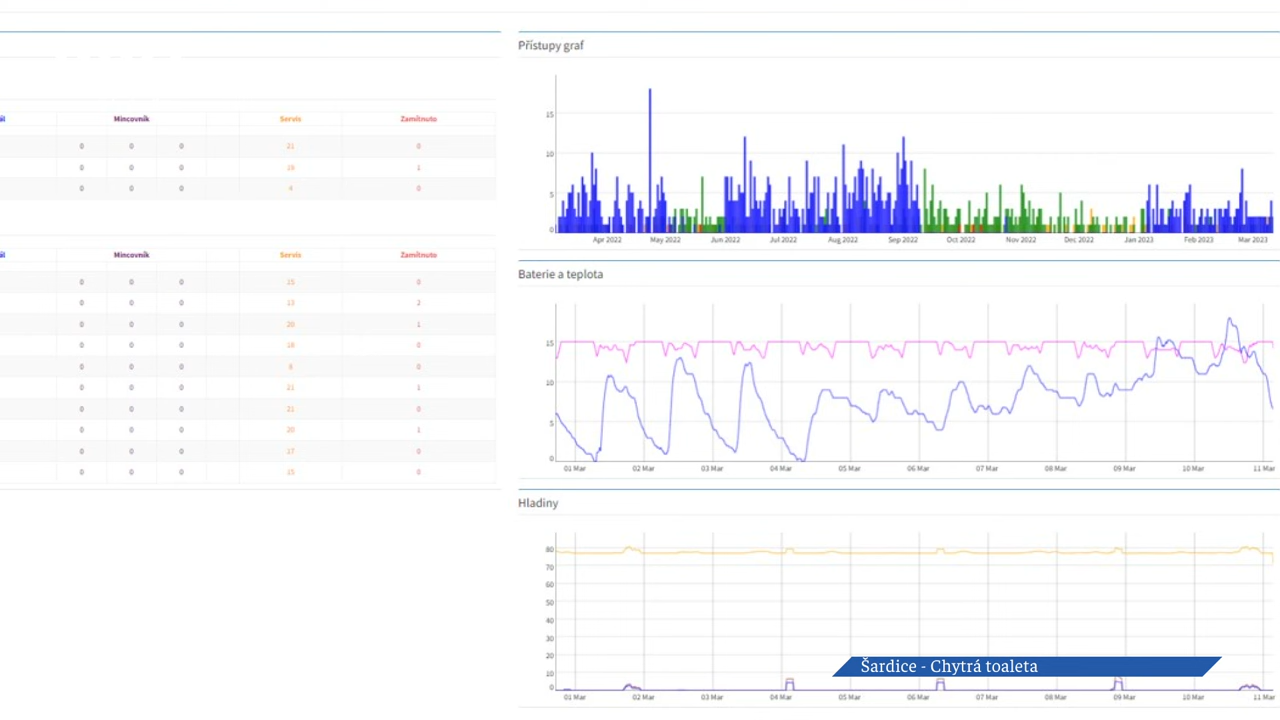 ál Mincovník Servis Zamítnuto
0 0 0 21 0
0 0 0 19 1
0 0 0 4 0
ál Mincovník Servis Zamítnuto
0 0 0 15 0
0 0 0 13 2
0 0 0 20 1
0 0 0 18 0
0 0 0 8 0
0 0 0 21 1
0 0 0 21 0
0 0 0 20 1
0 0 0 17 0
0 0 0 15 0
Přístupy graf
15
10
5
0
Apr 2022 May 2022 Jun 2022 Jul 2022 Aug 2022 Sep 2022 Oct 2022 Nov 2022 Dec 2022 Jan 2023 Feb 2023 Mar 2023
Baterie a teplota
15
10
5
0
01 Mar 02 Mar 03 Mar 04 Mar 05 Mar 06 Mar 07 Mar 08 Mar 09 Mar 10 Mar 11 Mar
Hladiny
80
70
60
50
40
30
20
10
0
01 Mar 02 Mar 03 Mar 04 Mar 05 Mar 06 Mar 07 Mar 08 Mar 09 Mar 10 Mar 11 Mar
Šardice - Chytrá toaleta